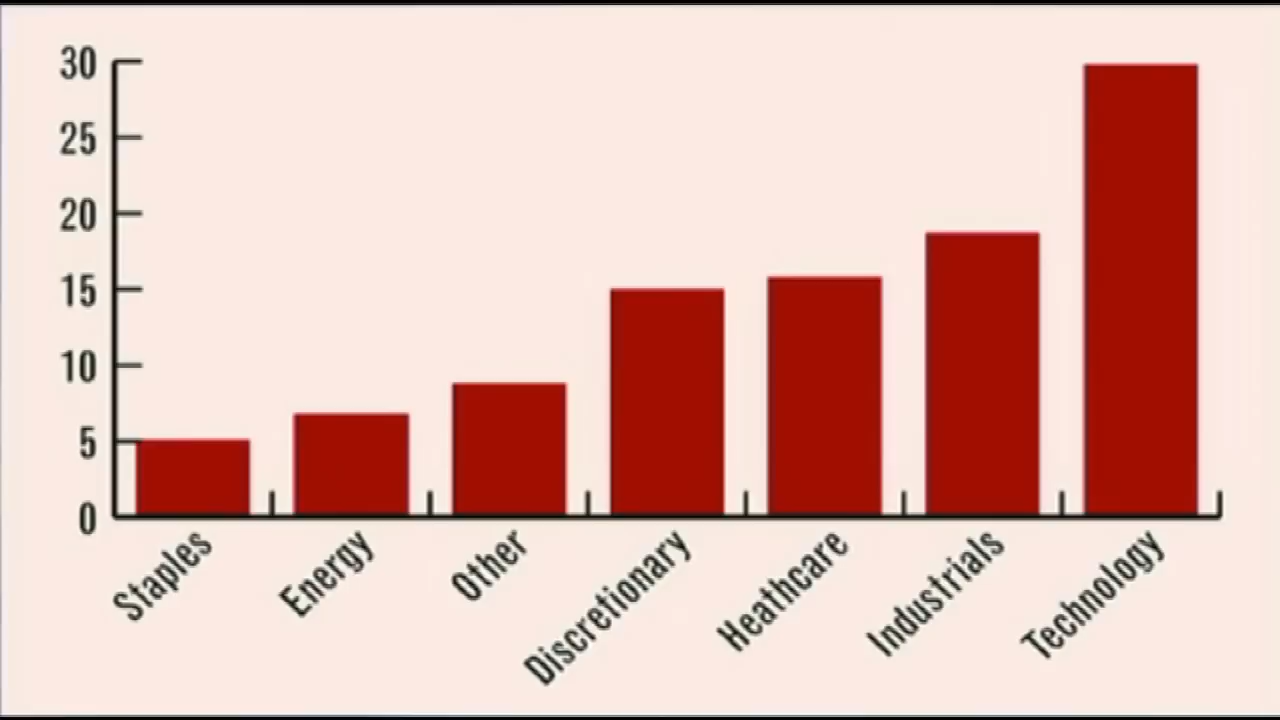 30
25
20
15
10
5
0
Staples
Energy
Other
Discretionary
Heathcare
Industrials
Technology